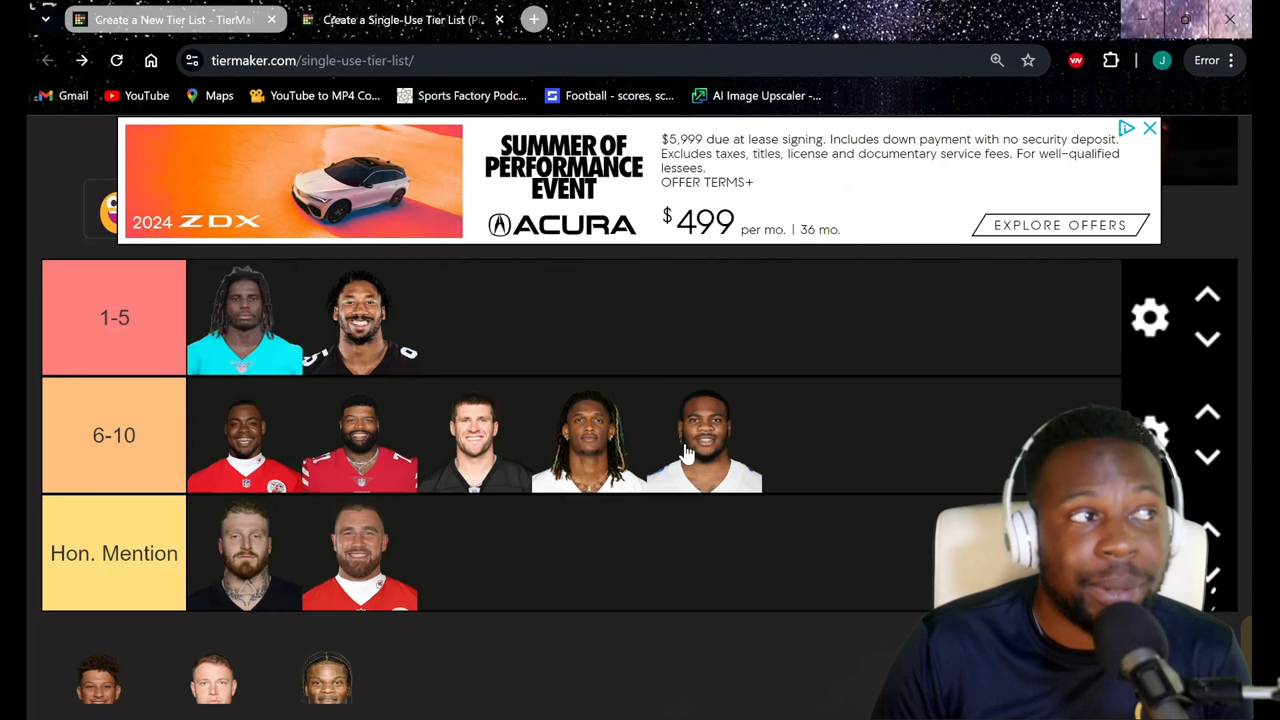 Create a New Tier List - TierMa
Create a Single-Use Tier List (P
tiermaker.com/single-use-tier-list/
Error
Gmail
YouTube
Maps
YouTube to MP4 Co...
Sports Factory Podc...
Football - scores, sc...
AI Image Upscaler -...
2024 ZDX
SUMMER OF
PERFORMANCE
EVENT
ACURA
$5,999 due at lease signing. Includes down payment with no security deposit.
Excludes taxes, titles, license and documentary service fees. For well-qualified
lessees.
OFFER TERMS+
$499 per mo. | 36 mo.
EXPLORE OFFERS
1-5
6-10
Hon. Mention
J